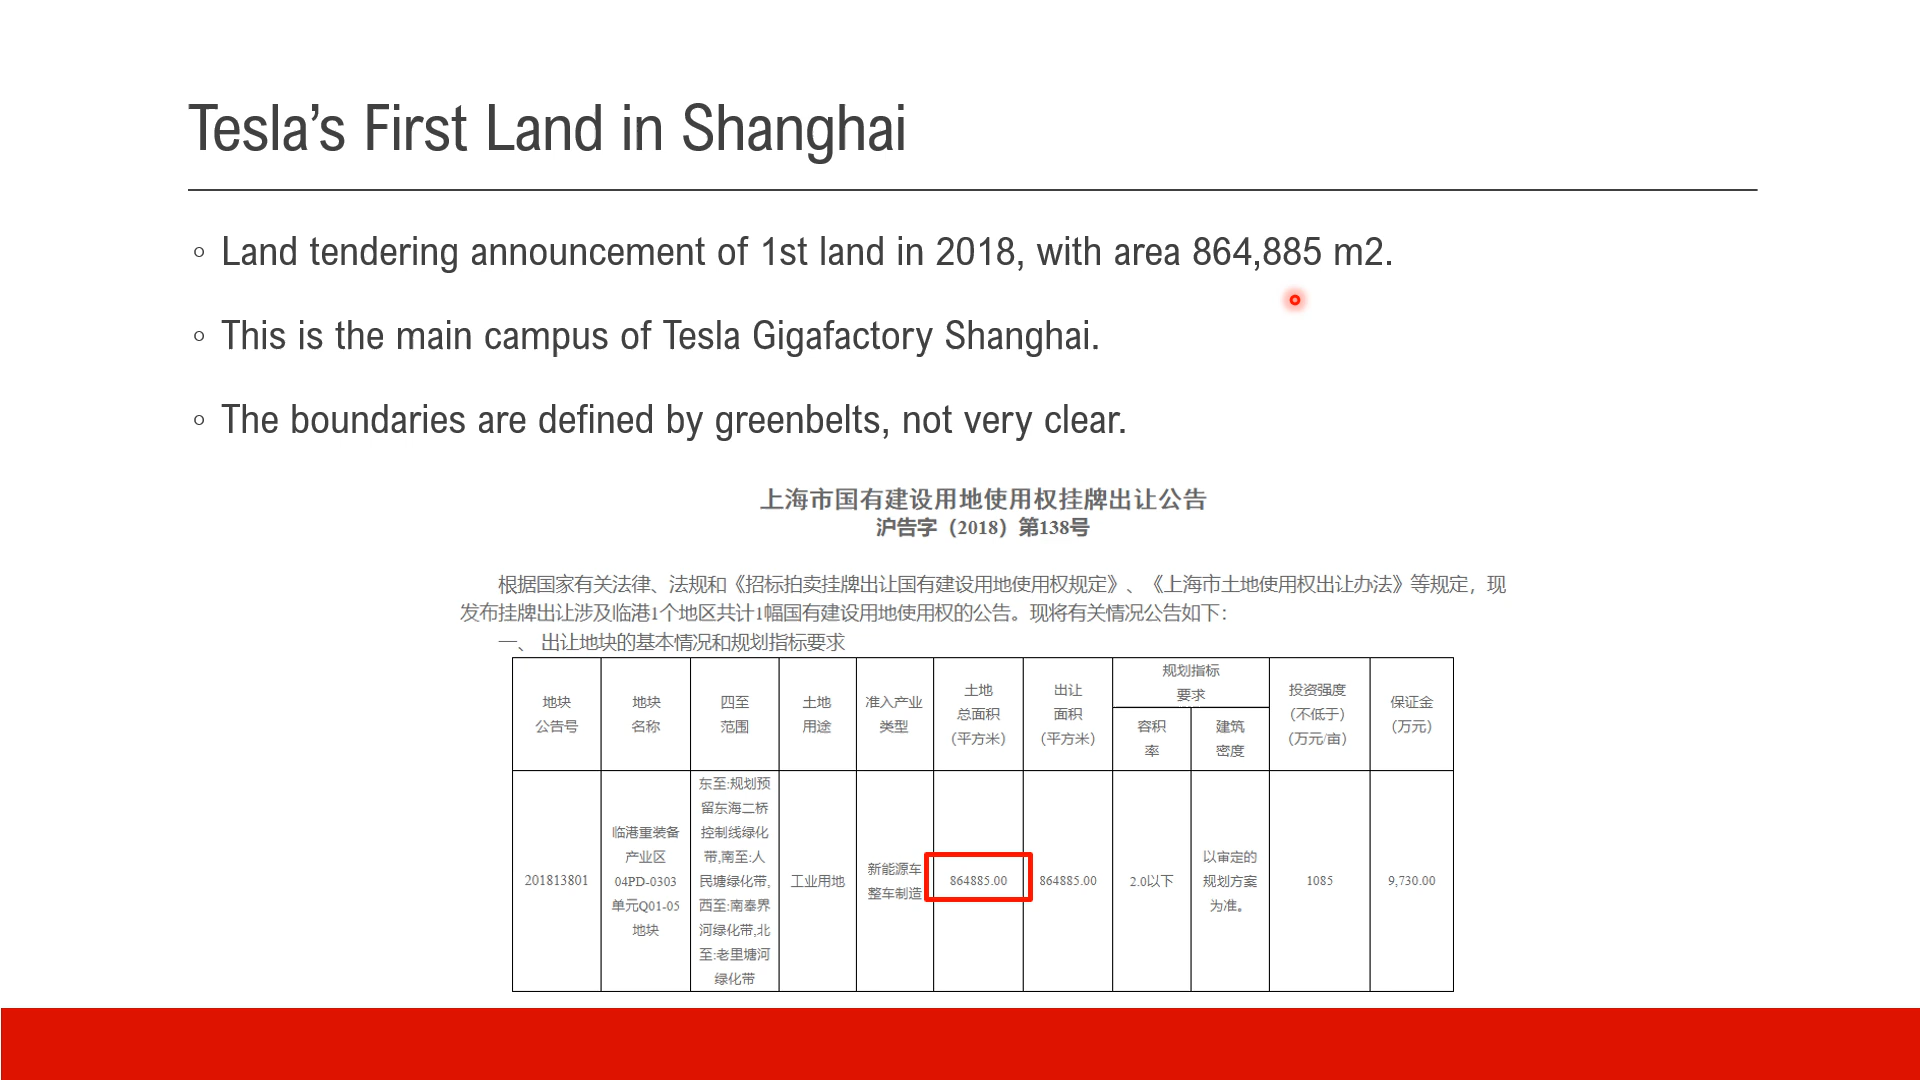 Tesla’s First Land in Shanghai
◦ Land tendering announcement of 1st land in 2018, with area 864,885 m2.
◦ This is the main campus of Tesla Gigafactory Shanghai.
◦ The boundaries are defined by greenbelts, not very clear.
上海市国有建设用地使用权挂牌出让公告
沪告字（2018）第138号
根据国家有关法律、法规和《招标拍卖挂牌出让国有建设用地使用权规定》、《上海市土地使用权出让办法》等规定，现
发布挂牌出让涉及临港1个地区共计1幅国有建设用地使用权的公告。现将有关情况公告如下：
一、 出让地块的基本情况和规划指标要求
地块
公告号
地块
名称
四至
范围
土地
用途
准入产业
类型
土地
总面积
（平方米）
出让
面积
（平方米）
规划指标
要求
容积
率
建筑
密度
投资强度
（不低于）
（万元/亩）
保证金
（万元）
201813801
临港重装备
产业区
04PD-0303
单元Q01-05
地块
东至:规划预
留东海二桥
控制线绿化
带,南至:人
民塘绿化带,
西至:南奉界
河绿化带,北
至:老里塘河
绿化带
工业用地
新能源车
整车制造
864885.00
864885.00
2.0以下
以审定的
规划方案
为准。
1085
9,730.00